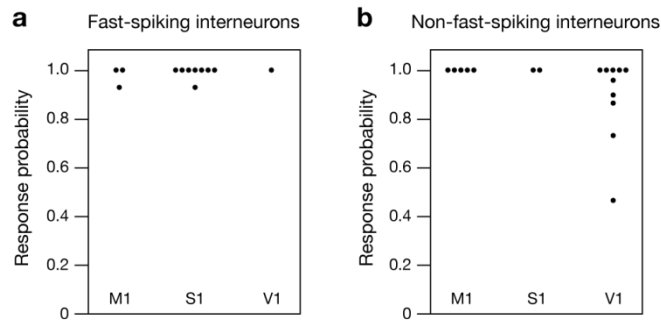 a Fast-spiking interneurons
Response probability
1.0
0.8
0.6
0.4
0.2
0
M1 S1 V1
b Non-fast-spiking interneurons
Response probability
1.0
0.8
0.6
0.4
0.2
0
M1 S1 V1